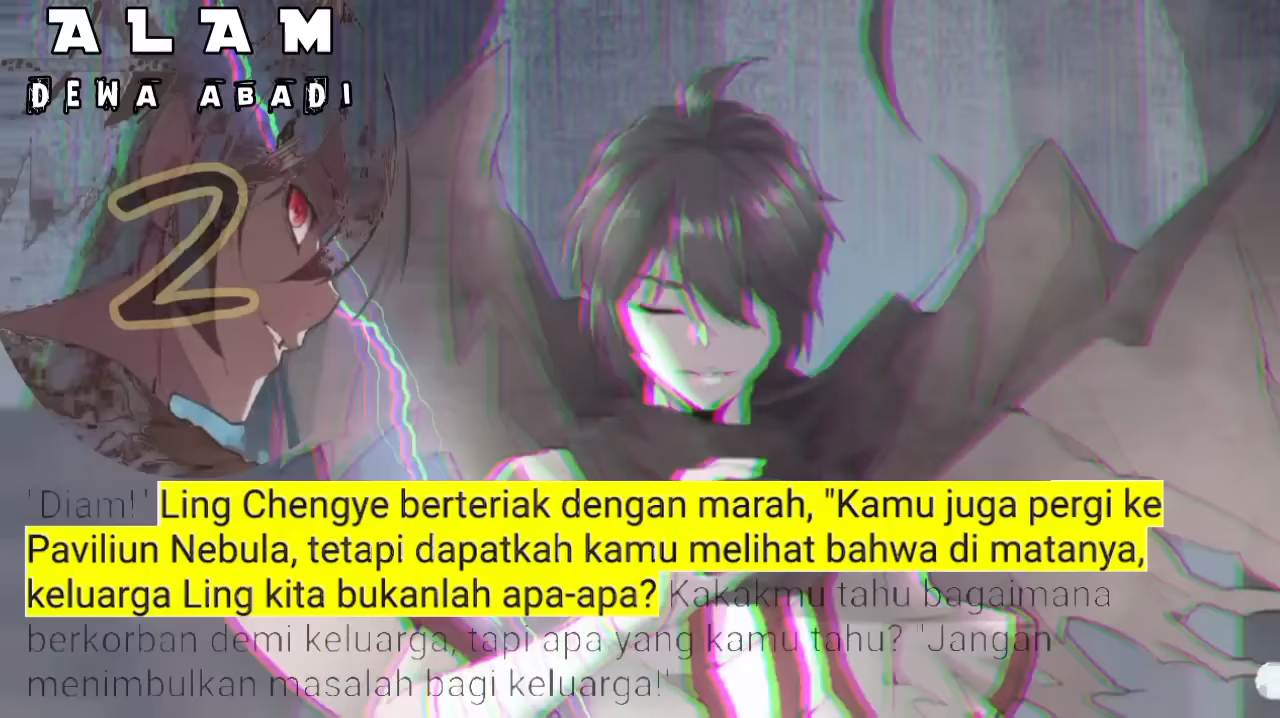 ALAM
DEWA ABADI
2
'Diam!' Ling Chengye berteriak dengan marah, "Kamu juga pergi ke
Paviliun Nebula, tetapi dapatkah kamu melihat bahwa di matanya,
keluarga Ling kita bukanlah apa-apa? Kakakmu tahu bagaimana
berkorban demi keluarga, tapi apa yang kamu tahu? "Jangan
menimbulkan masalah bagi keluarga!"